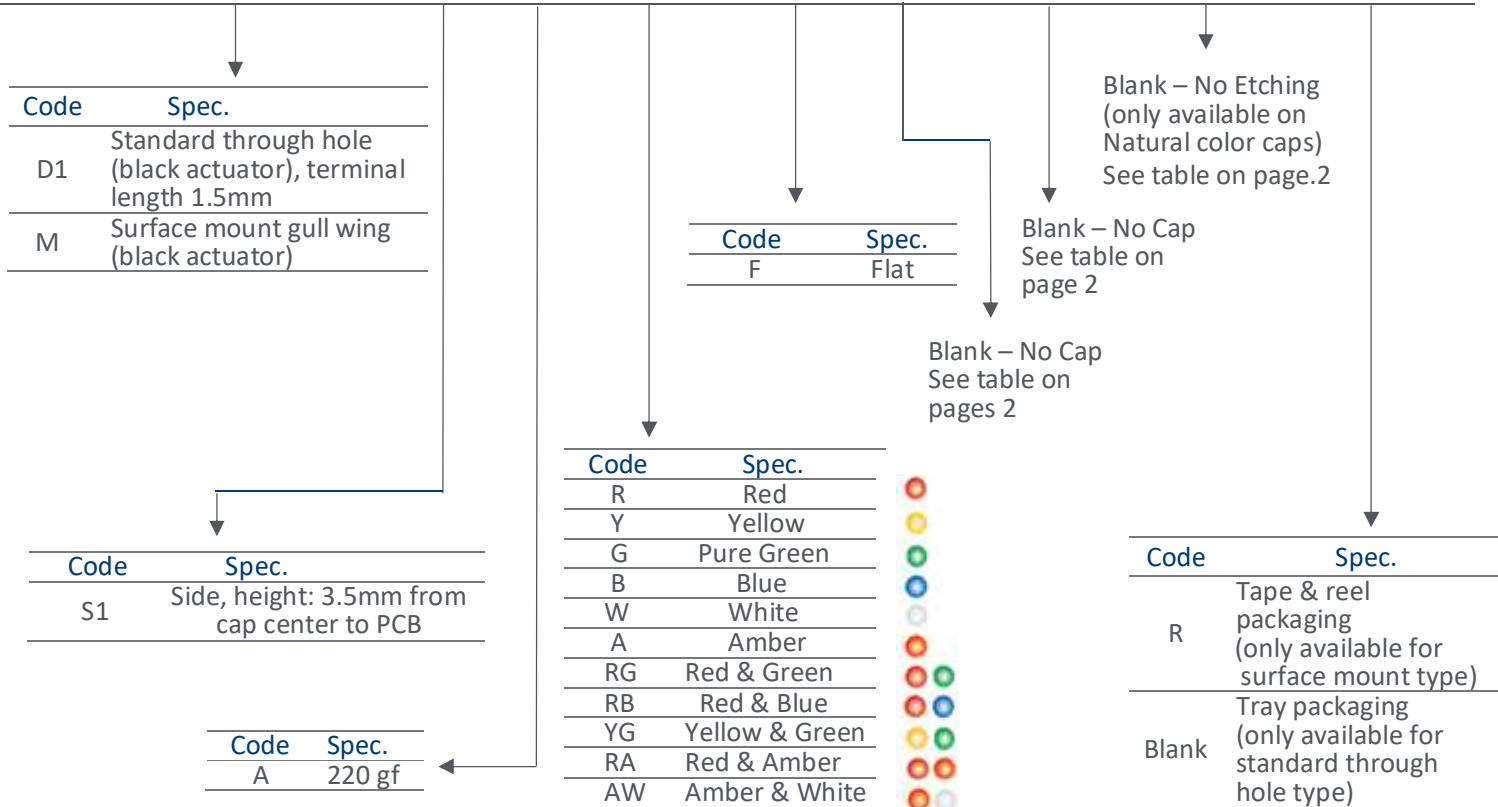 Code Spec.
D1 Standard through hole
(black actuator), terminal
length 1.5mm
M Surface mount gull wing
(black actuator)
Code Spec.
S1 Side, height: 3.5mm from
cap center to PCB
Code Spec.
A 220 gf
Code Spec.
R Red
Y Yellow
G Pure Green
B Blue
W White
A Amber
RG Red & Green
RB Red & Blue
YG Yellow & Green
RA Red & Amber
AW Amber & White
Code Spec.
F Flat
Blank – No Cap
See table on
pages 2
Blank – No Cap
See table on
page 2
Blank – No Etching
(only available on
Natural color caps)
See table on page.2
Code Spec.
R Tape & reel
packaging
(only available for
surface mount type)
Blank Tray packaging
(only available for
standard through
hole type)